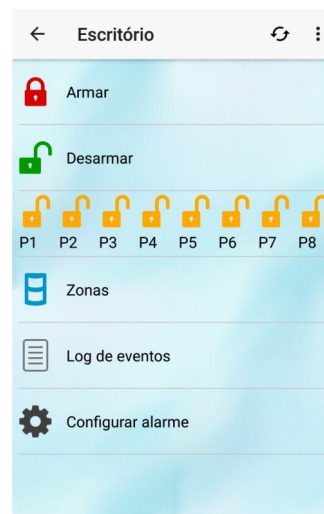 Escritório
Armar
Desarmar
P1 P2 P3 P4 P5 P6 P7 P8
Zonas
Log de eventos
Configurar alarme